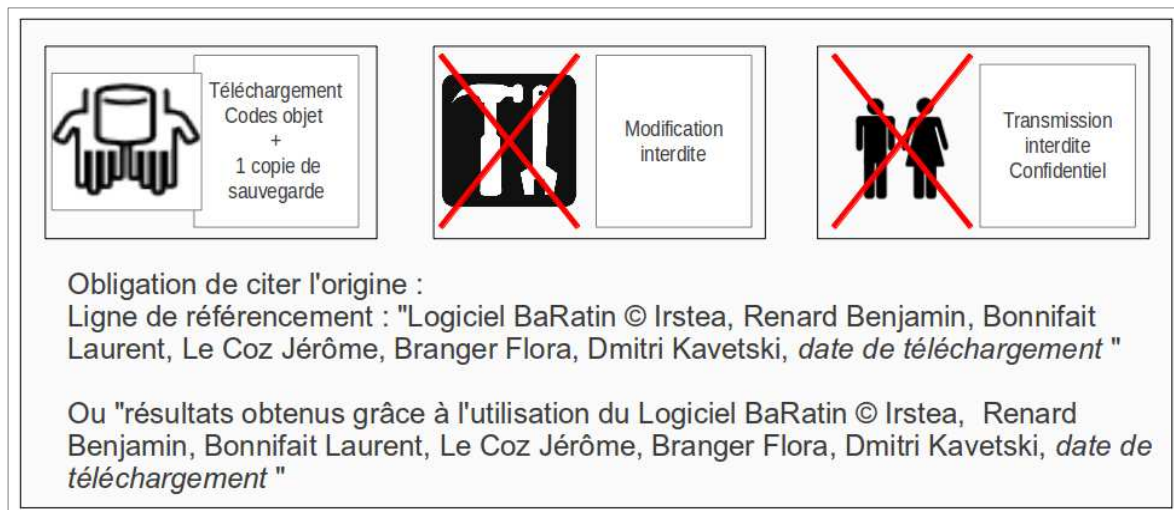 Téléchargement
Codes objet
+
1 copie de
sauvegarde
Modification
interdite
Transmission
interdite
Confidentiel
Obligation de citer l'origine :
Ligne de référencement : "Logiciel BaRatin © Irstea, Renard Benjamin, Bonnifait
Laurent, Le Coz Jérôme, Branger Flora, Dmitri Kavetski, date de téléchargement "
Ou "résultats obtenus grâce à l'utilisation du Logiciel BaRatin © Irstea, Renard
Benjamin, Bonnifait Laurent, Le Coz Jérôme, Branger Flora, Dmitri Kavetski, date de
téléchargement "